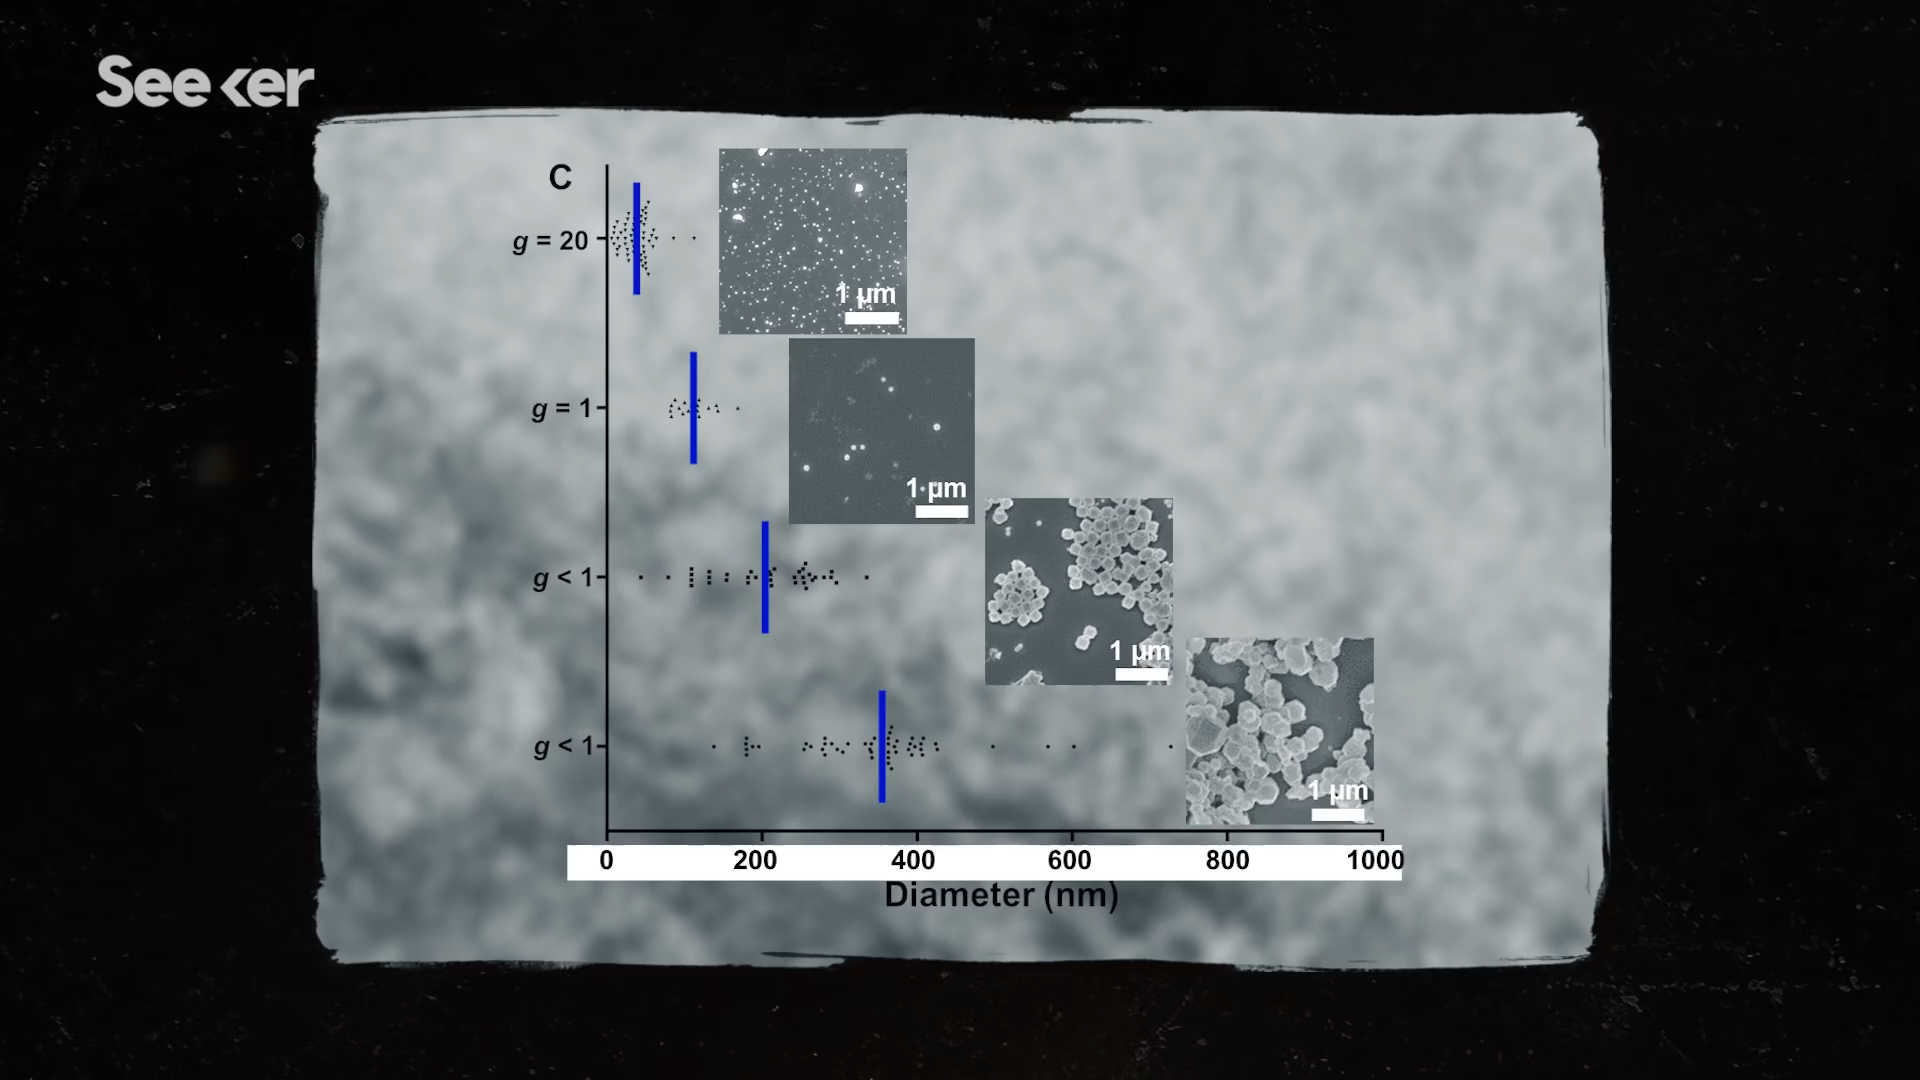 Seeker
C
g = 20
1 µm
g = 1
1 µm
g < 1
1 µm
g < 1
1 µm
0 200 400 600 800 1000
Diameter (nm)